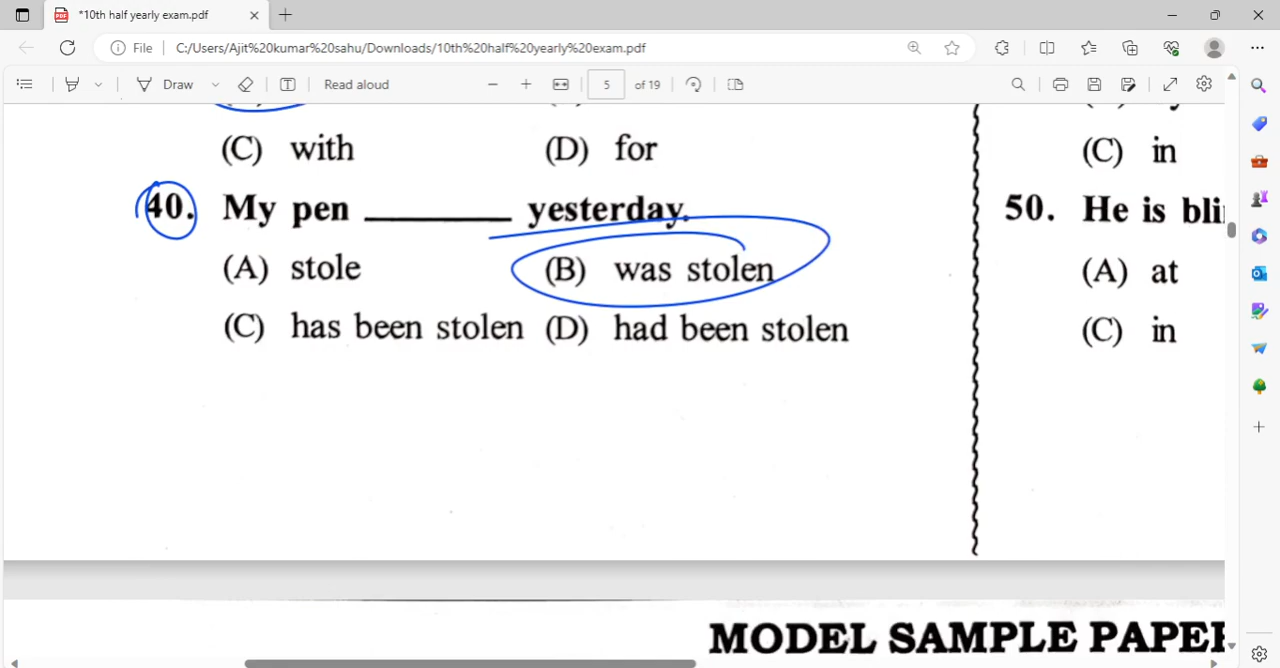 *10th half yearly exam.pdf
File C:/Users/Ajit%20kumar%20sahu/Downloads/10th%20half%20yearly%20exam.pdf
Draw Read aloud 5 of 19
(C) with (D) for
(C) in
40. My pen ________ yesterday.
50. He is bli
(A) stole (B) was stolen
(A) at
(C) has been stolen (D) had been stolen
(C) in
MODEL SAMPLE PAPER